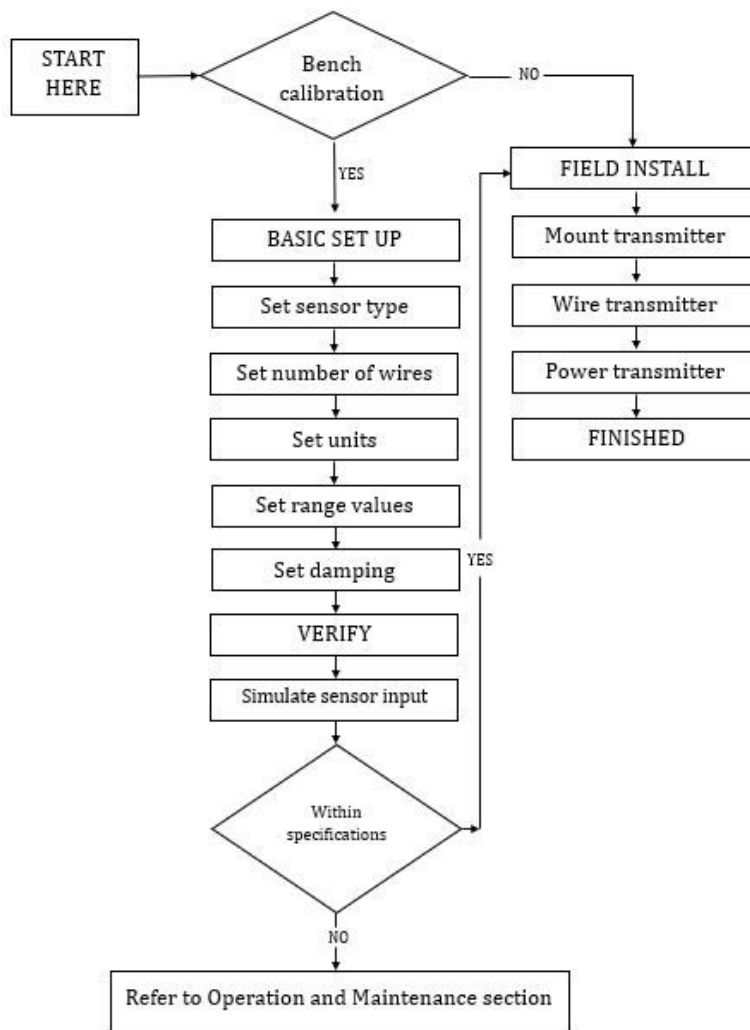 START
HERE
Bench
calibration
NO
YES
FIELD INSTALL
BASIC SET UP
Mount transmitter
Set sensor type
Wire transmitter
Set number of wires
Power transmitter
Set units
FINISHED
Set range values
Set damping
YES
VERIFY
Simulate sensor input
Within
specifications
NO
Refer to Operation and Maintenance section